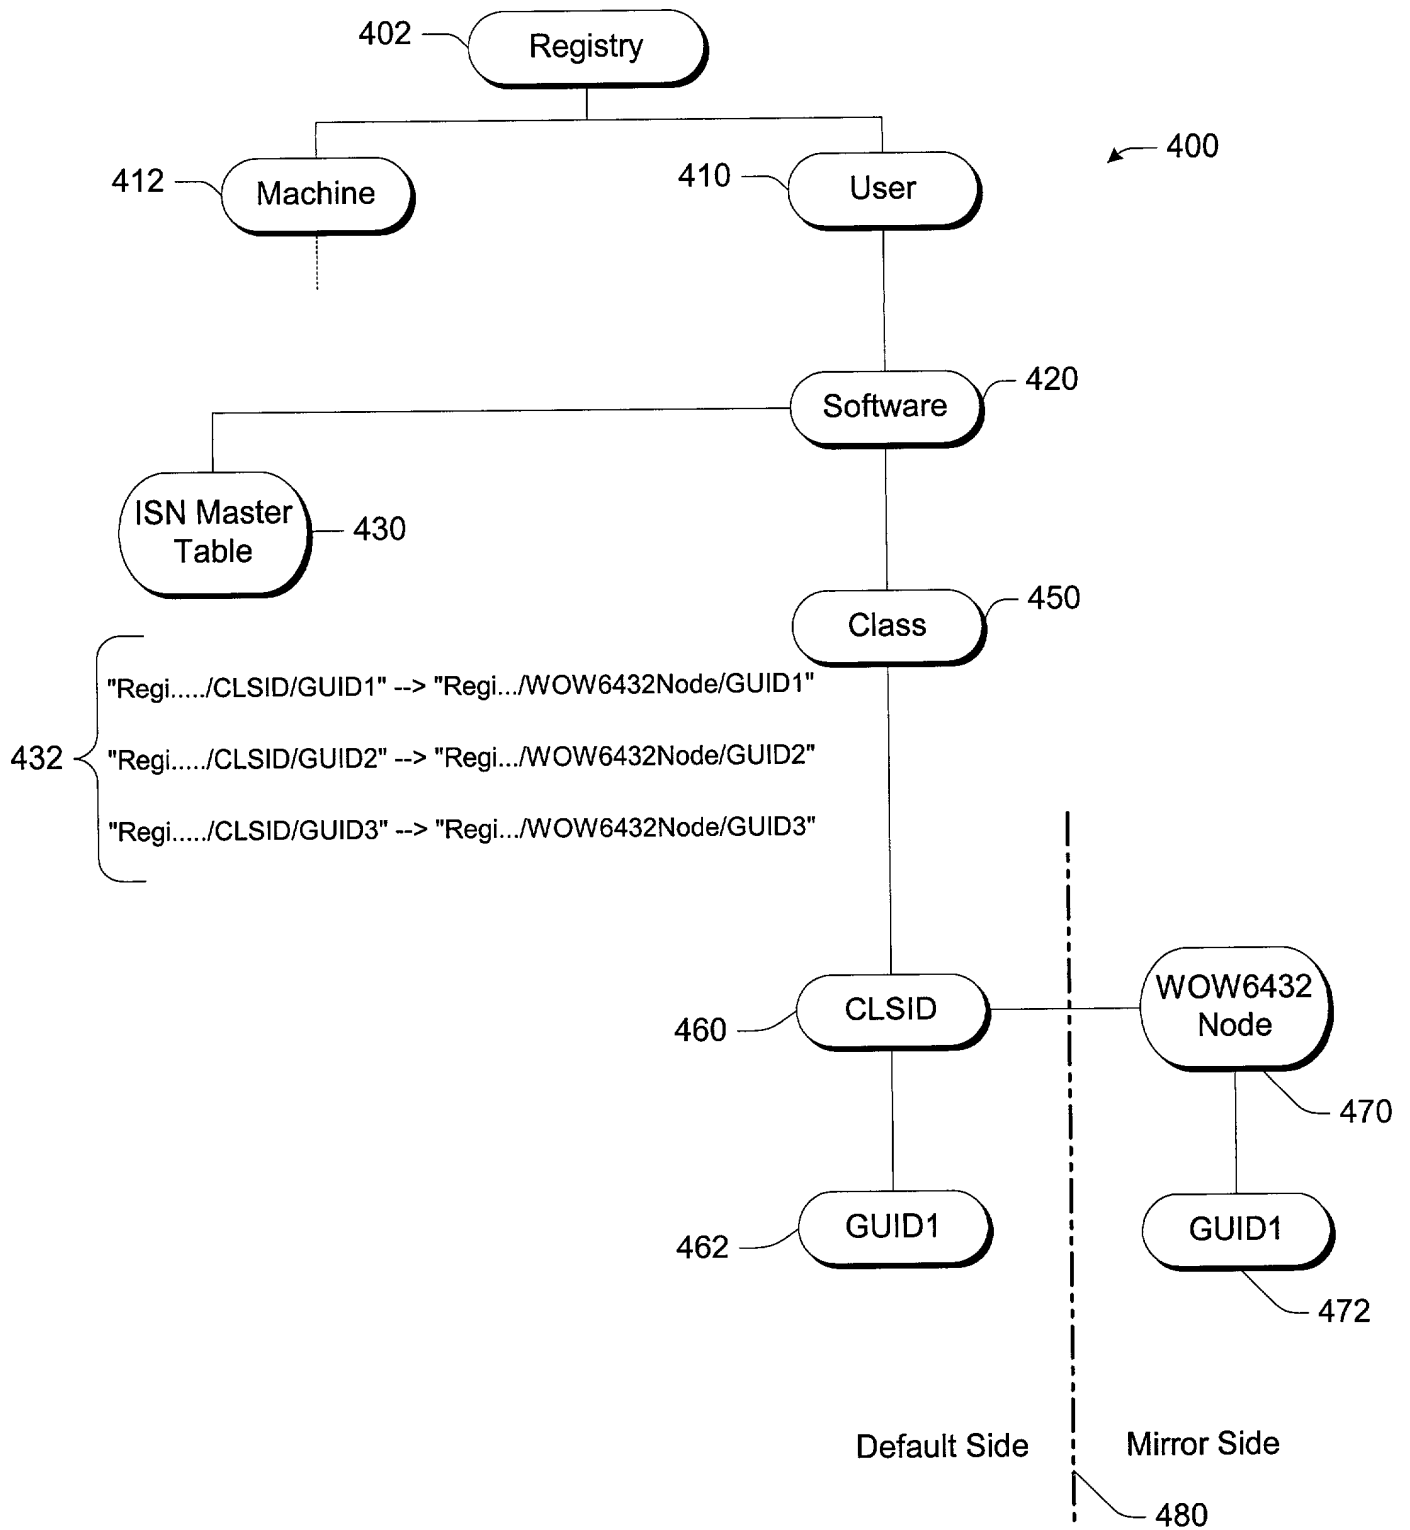 402
Registry
400
412
Machine
410
User
Software
420
ISN Master
Table
430
Class
450
432
"Regi...../CLSID/GUID1" --> "Regi.../WOW6432Node/GUID1"
"Regi...../CLSID/GUID2" --> "Regi.../WOW6432Node/GUID2"
"Regi...../CLSID/GUID3" --> "Regi.../WOW6432Node/GUID3"
460
CLSID
WOW6432
Node
470
462
GUID1
GUID1
472
Default Side
Mirror Side
480